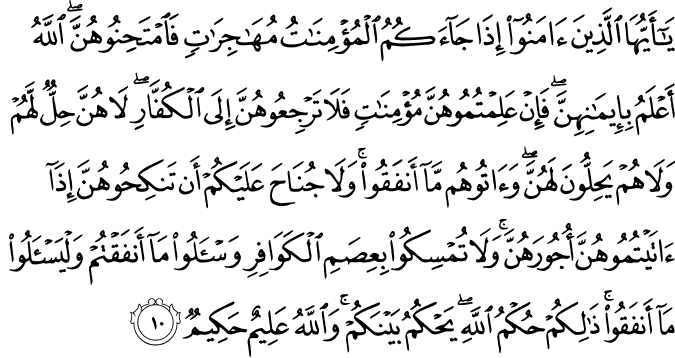 يَٰٓأَيُّهَا ٱلَّذِينَ ءَامَنُوٓا۟ إِذَا جَآءَكُمُ ٱلْمُؤْمِنَٰتُ مُهَٰجِرَٰتٍ فَٱمْتَحِنُوهُنَّ ۖ ٱللَّهُ
أَعْلَمُ بِإِيمَٰنِهِنَّ ۖ فَإِنْ عَلِمْتُمُوهُنَّ مُؤْمِنَٰتٍ فَلَا تَرْجِعُوهُنَّ إِلَى ٱلْكُفَّارِ ۖ لَا هُنَّ حِلٌّ لَّهُمْ
وَلَا هُمْ يَحِلُّونَ لَهُنَّ ۖ وَءَاتُوهُم مَّآ أَنفَقُوا۟ ۚ وَلَا جُنَاحَ عَلَيْكُمْ أَن تَنكِحُوهُنَّ إِذَآ
ءَاتَيْتُمُوهُنَّ أُجُورَهُنَّ ۚ وَلَا تُمْسِكُوا۟ بِعِصَمِ ٱلْكَوَافِرِ وَسْـَٔلُوا۟ مَآ أَنفَقْتُمْ وَلْيَسْـَٔلُوا۟
مَآ أَنفَقُوا۟ ۚ ذَٰلِكُمْ حُكْمُ ٱللَّهِ ۖ يَحْكُمُ بَيْنَكُمْ ۚ وَٱللَّهُ عَلِيمٌ حَكِيمٌ ١٠